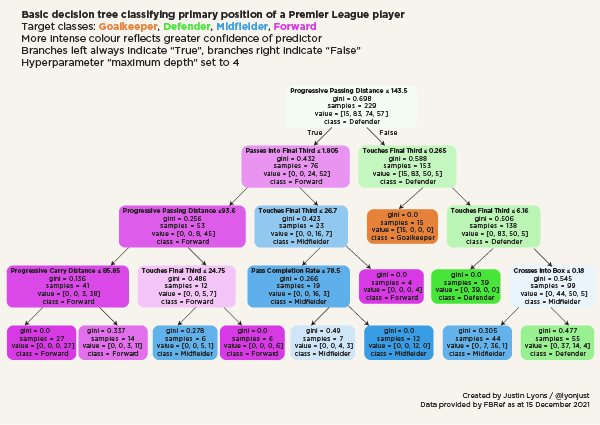 Basic decision tree classifying primary position of a Premier League player
Target classes: Goalkeeper, Defender, Midfielder, Forward
More intense colour reflects greater confidence of predictor
Branches left always indicate “True”, branches right indicate “False”
Hyperparameter “maximum depth” set to 4
Progressive Passing Distance ≤ 143.5
gini = 0.698
samples = 229
value = [15, 83, 74, 57]
class = Defender
True
False
Passes Into Final Third ≤ 1.805
gini = 0.432
samples = 76
value = [0, 0, 24, 52]
class = Forward
Touches Final Third ≤ 0.265
gini = 0.588
samples = 153
value = [15, 83, 50, 5]
class = Defender
Progressive Passing Distance ≤93.6
gini = 0.256
samples = 53
value = [0, 0, 8, 45]
class = Forward
Touches Final Third ≤ 26.7
gini = 0.423
samples = 23
value = [0, 0, 16, 7]
class = Midfielder
gini = 0.0
samples = 15
value = [15, 0, 0, 0]
class = Goalkeeper
Touches Final Third ≤ 6.16
gini = 0.506
samples = 138
value = [0, 83, 50, 5]
class = Defender
Progressive Carry Distance ≤ 85.85
gini = 0.136
samples = 41
value = [0, 0, 3, 38]
class = Forward
Touches Final Third ≤ 24.75
gini = 0.486
samples = 12
value = [0, 0, 5, 7]
class = Forward
Pass Completion Rate ≤ 78.5
gini = 0.266
samples = 19
value = [0, 0, 16, 3]
class = Midfielder
gini = 0.0
samples = 4
value = [0, 0, 0, 4]
class = Forward
gini = 0.0
samples = 39
value = [0, 39, 0, 0]
class = Defender
Crosses Into Box ≤ 0.18
gini = 0.545
samples = 99
value = [0, 44, 50, 5]
class = Midfielder
gini = 0.0
samples = 27
value = [0, 0, 0, 27]
class = Forward
gini = 0.337
samples = 14
value = [0, 0, 3, 11]
class = Forward
gini = 0.278
samples = 6
value = [0, 0, 5, 1]
class = Midfielder
gini = 0.0
samples = 6
value = [0, 0, 0, 6]
class = Forward
gini = 0.49
samples = 7
value = [0, 0, 4, 3]
class = Midfielder
gini = 0.0
samples = 12
value = [0, 0, 12, 0]
class = Midfielder
gini = 0.305
samples = 44
value = [0, 7, 36, 1]
class = Midfielder
gini = 0.477
samples = 55
value = [0, 37, 14, 4]
class = Defender
Created by Justin Lyons / @lyonjust
Data provided by FBRef as at 15 December 2021